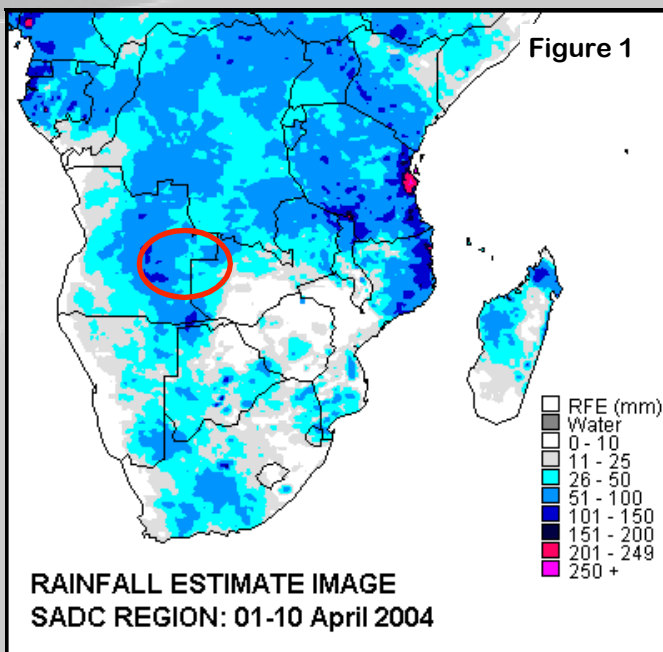 Figure 1
RFE (mm)
Water
0 - 10
11 - 25
26 - 50
51 - 100
101 - 150
151 - 200
201 - 249
250 +
RAINFALL ESTIMATE IMAGE
SADC REGION: 01-10 April 2004